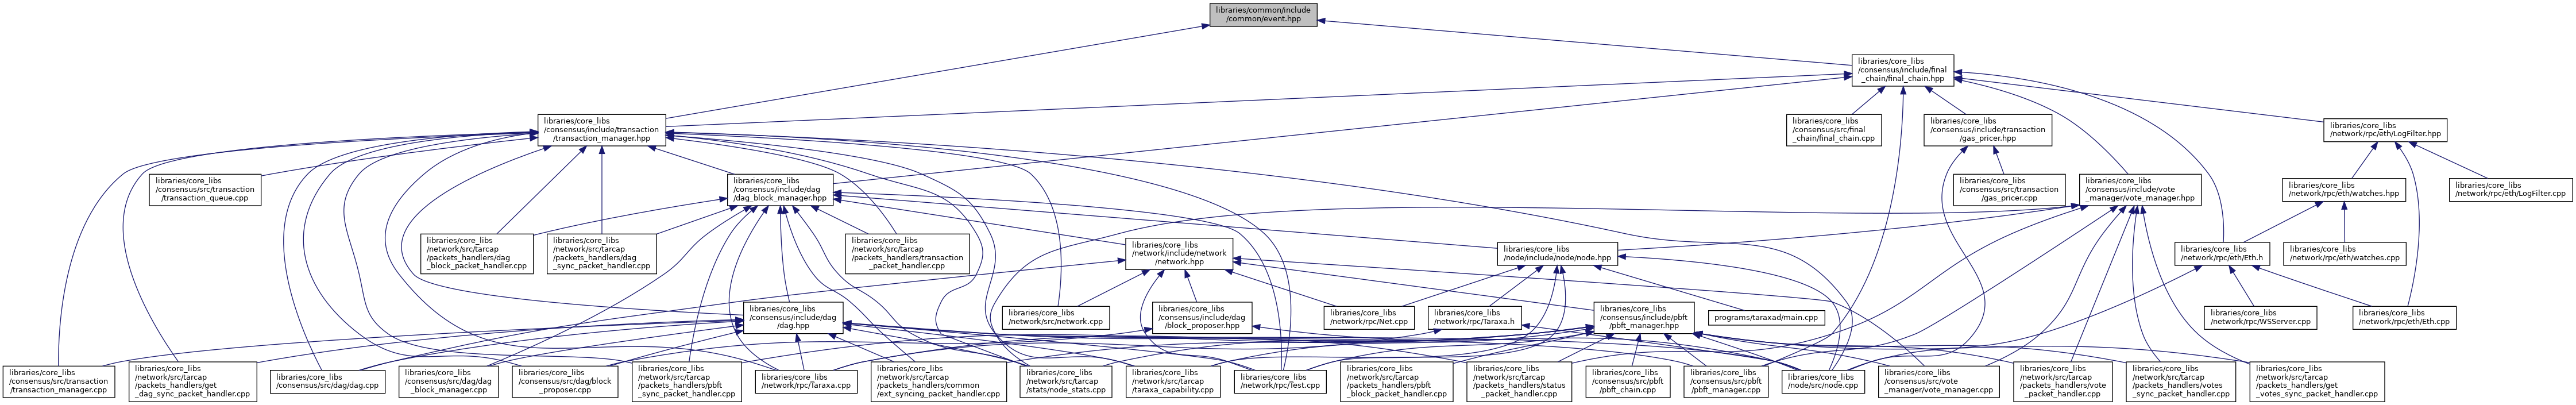 libraries/common/include
/common/event.hpp
libraries/core_libs
/consensus/include/final
_chain/final_chain.hpp
libraries/core_libs
/consensus/include/transaction
/transaction_manager.hpp
libraries/core_libs
/consensus/src/final
_chain/final_chain.cpp
libraries/core_libs
/consensus/include/transaction
/gas_pricer.hpp
libraries/core_libs
/network/rpc/eth/LogFilter.hpp
libraries/core_libs
/consensus/src/transaction
/transaction_queue.cpp
libraries/core_libs
/consensus/include/dag
/dag_block_manager.hpp
libraries/core_libs
/consensus/src/transaction
/gas_pricer.cpp
libraries/core_libs
/consensus/include/vote
_manager/vote_manager.hpp
libraries/core_libs
/network/rpc/eth/watches.hpp
libraries/core_libs
/network/rpc/eth/LogFilter.cpp
libraries/core_libs
/network/src/tarcap
/packets_handlers/dag
_block_packet_handler.cpp
libraries/core_libs
/network/src/tarcap
/packets_handlers/dag
_sync_packet_handler.cpp
libraries/core_libs
/network/src/tarcap
/packets_handlers/transaction
_packet_handler.cpp
libraries/core_libs
/network/include/network
/network.hpp
libraries/core_libs
/node/include/node/node.hpp
libraries/core_libs
/network/rpc/eth/Eth.h
libraries/core_libs
/network/rpc/eth/watches.cpp
libraries/core_libs
/consensus/include/dag
/dag.hpp
libraries/core_libs
/network/src/network.cpp
libraries/core_libs
/consensus/include/dag
/block_proposer.hpp
libraries/core_libs
/network/rpc/Net.cpp
libraries/core_libs
/network/rpc/Taraxa.h
libraries/core_libs
/consensus/include/pbft
/pbft_manager.hpp
programs/taraxad/main.cpp
libraries/core_libs
/network/rpc/WSServer.cpp
libraries/core_libs
/network/rpc/eth/Eth.cpp
libraries/core_libs
/consensus/src/transaction
/transaction_manager.cpp
libraries/core_libs
/network/src/tarcap
/packets_handlers/get
_dag_sync_packet_handler.cpp
libraries/core_libs
/consensus/src/dag/dag.cpp
libraries/core_libs
/consensus/src/dag/dag
_block_manager.cpp
libraries/core_libs
/consensus/src/dag/block
_proposer.cpp
libraries/core_libs
/network/src/tarcap
/packets_handlers/pbft
_sync_packet_handler.cpp
libraries/core_libs
/network/rpc/Taraxa.cpp
libraries/core_libs
/network/src/tarcap
/packets_handlers/common
/ext_syncing_packet_handler.cpp
libraries/core_libs
/network/src/tarcap
/stats/node_stats.cpp
libraries/core_libs
/network/src/tarcap
/taraxa_capability.cpp
libraries/core_libs
/network/rpc/Test.cpp
libraries/core_libs
/network/src/tarcap
/packets_handlers/pbft
_block_packet_handler.cpp
libraries/core_libs
/network/src/tarcap
/packets_handlers/status
_packet_handler.cpp
libraries/core_libs
/consensus/src/pbft
/pbft_chain.cpp
libraries/core_libs
/consensus/src/pbft
/pbft_manager.cpp
libraries/core_libs
/node/src/node.cpp
libraries/core_libs
/consensus/src/vote
_manager/vote_manager.cpp
libraries/core_libs
/network/src/tarcap
/packets_handlers/vote
_packet_handler.cpp
libraries/core_libs
/network/src/tarcap
/packets_handlers/votes
_sync_packet_handler.cpp
libraries/core_libs
/network/src/tarcap
/packets_handlers/get
_votes_sync_packet_handler.cpp